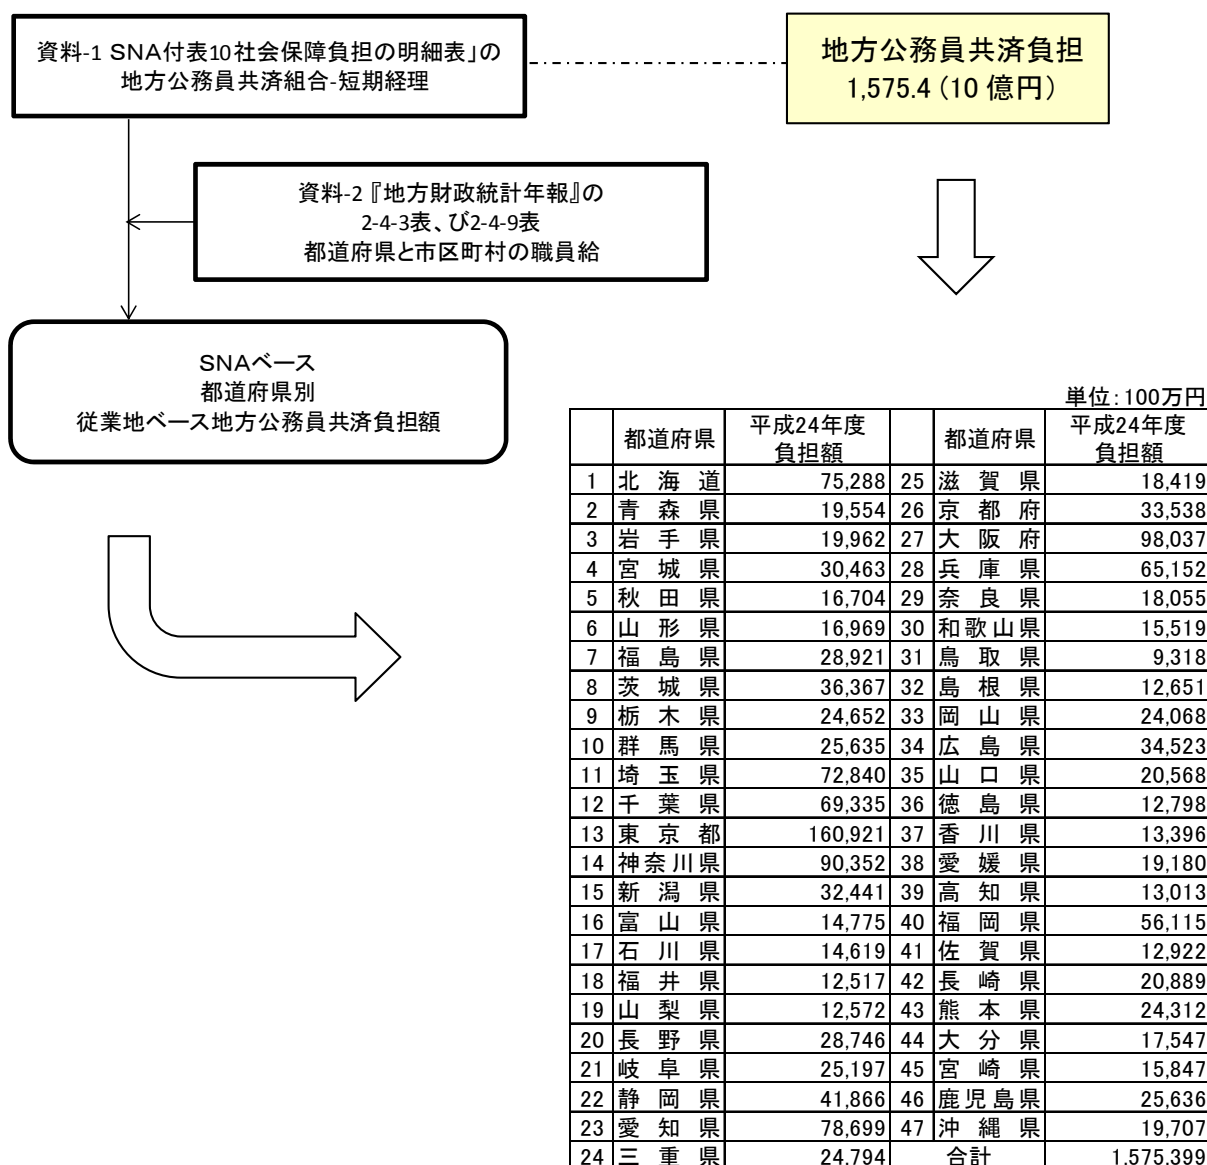 資料-1 SNA付表10社会保障負担の明細表」の
地方公務員共済組合-短期経理
地方公務員共済負担
1,575.4(10 億円)
資料-2『地方財政統計年報』の
2-4-3表、び2-4-9表
都道府県と市区町村の職員給
SNAベース
都道府県別
従業地ベース地方公務員共済負担額
単位:100万円
都道府県 平成24年度 負担額 都道府県 平成24年度 負担額
1 北海道 75,288 25 滋賀県 18,419
2 青森県 19,554 26 京都府 33,538
3 岩手県 19,962 27 大阪府 98,037
4 宮城県 30,463 28 兵庫県 65,152
5 秋田県 16,704 29 奈良県 18,055
6 山形県 16,969 30 和歌山県 15,519
7 福島県 28,921 31 鳥取県 9,318
8 茨城県 36,367 32 島根県 12,651
9 栃木県 24,652 33 岡山県 24,068
10 群馬県 25,635 34 広島県 34,523
11 埼玉県 72,840 35 山口県 20,568
12 千葉県 69,335 36 徳島県 12,798
13 東京都 160,921 37 香川県 13,396
14 神奈川県 90,352 38 愛媛県 19,180
15 新潟県 32,441 39 高知県 13,013
16 富山県 14,775 40 福岡県 56,115
17 石川県 14,619 41 佐賀県 12,922
18 福井県 12,517 42 長崎県 20,889
19 山梨県 12,572 43 熊本県 24,312
20 長野県 28,746 44 大分県 17,547
21 岐阜県 25,197 45 宮崎県 15,847
22 静岡県 41,866 46 鹿児島県 25,636
23 愛知県 78,699 47 沖縄県 19,707
24 三重県 24,794 合計 1,575,399